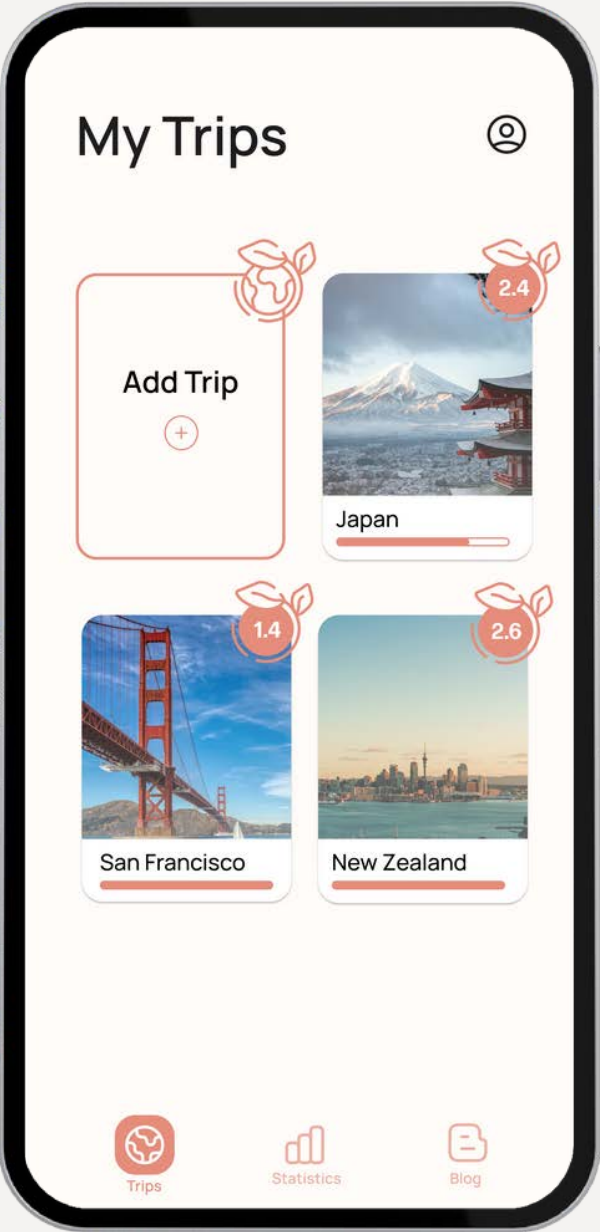 My Trips
Add Trip
2.4
Japan
1.4
San Francisco
2.6
New Zealand
Trips
Statistics
Blog